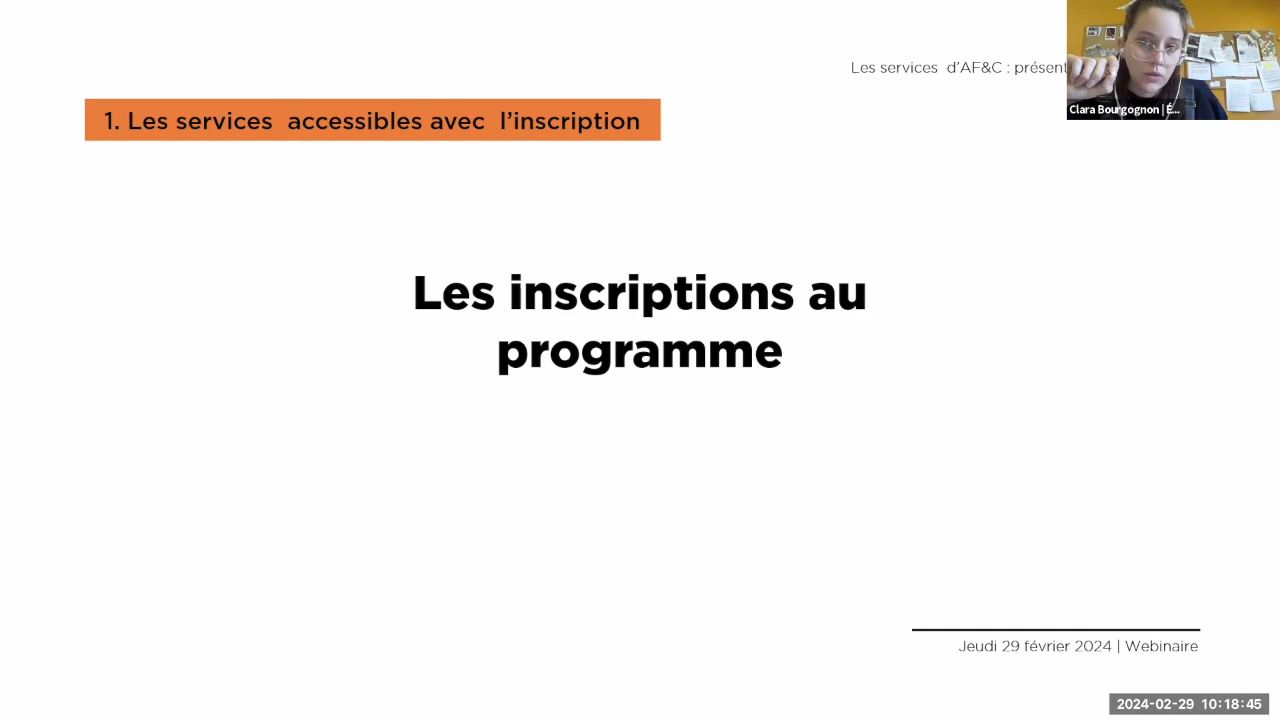 Les services d'AF&C : présent
Clara Bourgognon | É...
1. Les services accessibles avec l'inscription
Les inscriptions au
programme
Jeudi 29 février 2024 | Webinaire
2024-02-29 10:18:45